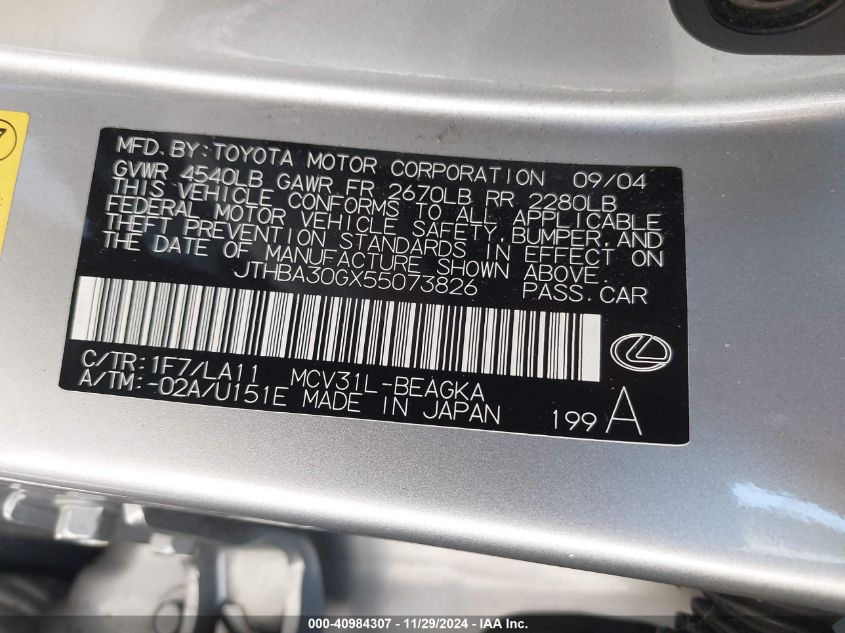 7
MFD. BY: TOYOTA MOTOR CORPORATION 09/04
GVWR 4540LB GAWR FR 2670LB RR 2280LB
THIS VEHICLE CONFORMS TO ALL APPLICABLE
FEDERAL MOTOR VEHICLE SAFETY, BUMPER, AND
THEFT PREVENTION STANDARDS IN EFFECT ON
THE DATE OF MANUFACTURE SHOWN ABOVE.
JTHBA30GX55073826 PASS. CAR
C/TR: 1F7/LA11 MCV31L-BEAGKA
A/TM: -02A/U151E MADE IN JAPAN 199 A
000-40984307 - 11/29/2024 - IAA Inc.